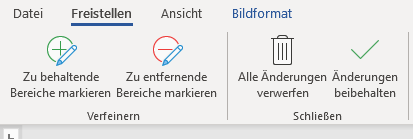 Datei Freistellen Ansicht Bildformat
Zu behaltende Zu entfernende Alle Änderungen Änderungen
Bereiche markieren Bereiche markieren verwerfen beibehalten
Verfeinern Schließen